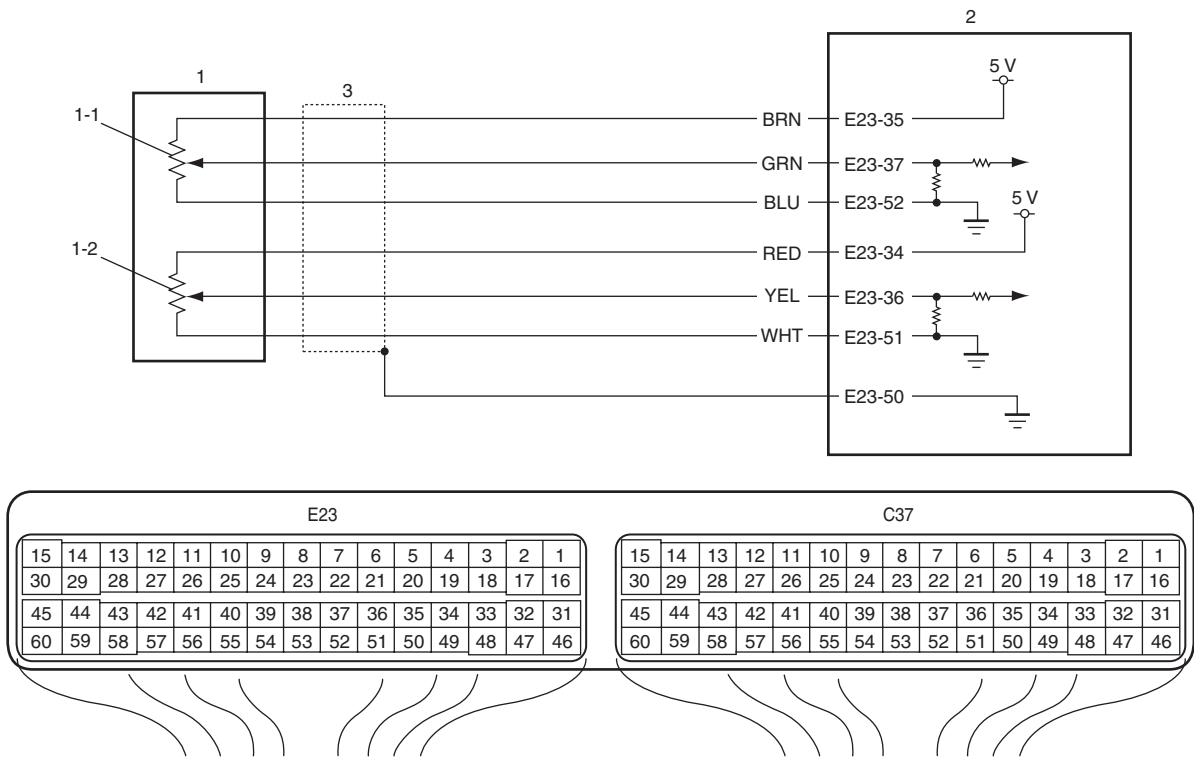 2
5 V
1
3
1-1
BRN E23-35
GRN E23-37
BLU E23-52
5 V
1-2
RED E23-34
YEL E23-36
WHT E23-51
E23-50
E23
15 14 13 12 11 10 9 8 7 6 5 4 3 2 1
30 29 28 27 26 25 24 23 22 21 20 19 18 17 16
45 44 43 42 41 40 39 38 37 36 35 34 33 32 31
60 59 58 57 56 55 54 53 52 51 50 49 48 47 46
C37
15 14 13 12 11 10 9 8 7 6 5 4 3 2 1
30 29 28 27 26 25 24 23 22 21 20 19 18 17 16
45 44 43 42 41 40 39 38 37 36 35 34 33 32 31
60 59 58 57 56 55 54 53 52 51 50 49 48 47 46